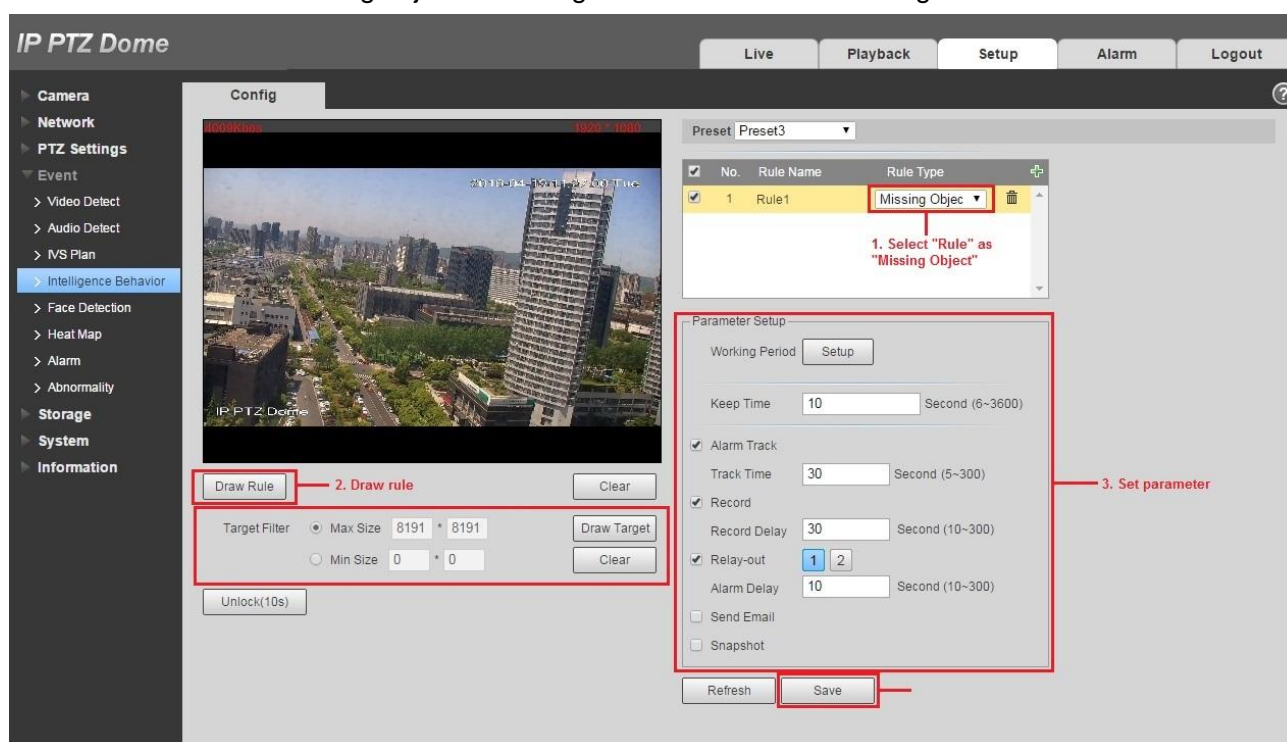 IP PTZ Dome
Live
Playback
Setup
Alarm
Logout
Camera
Network
PTZ Settings
Event
> Video Detect
> Audio Detect
> IVS Plan
> Intelligence Behavior
> Face Detection
> Heat Map
> Alarm
> Abnormality
Storage
System
Information
Config
?
4009Kbps 1920 * 1080
Tue
IP PTZ Dome
Draw Rule
2. Draw rule
Clear
Target Filter Max Size 8191 * 8191 Draw Target
Min Size 0 * 0 Clear
Unlock(10s)
Preset Preset3
No. Rule Name Rule Type
1 Rule1 Missing Objec
1. Select "Rule" as
"Missing Object"
Parameter Setup
Working Period Setup
Keep Time 10 Second (6~3600)
Alarm Track
Track Time 30 Second (5~300)
Record
Record Delay 30 Second (10~300)
Relay-out 1 2
Alarm Delay 10 Second (10~300)
Send Email
Snapshot
3. Set parameter
Refresh Save